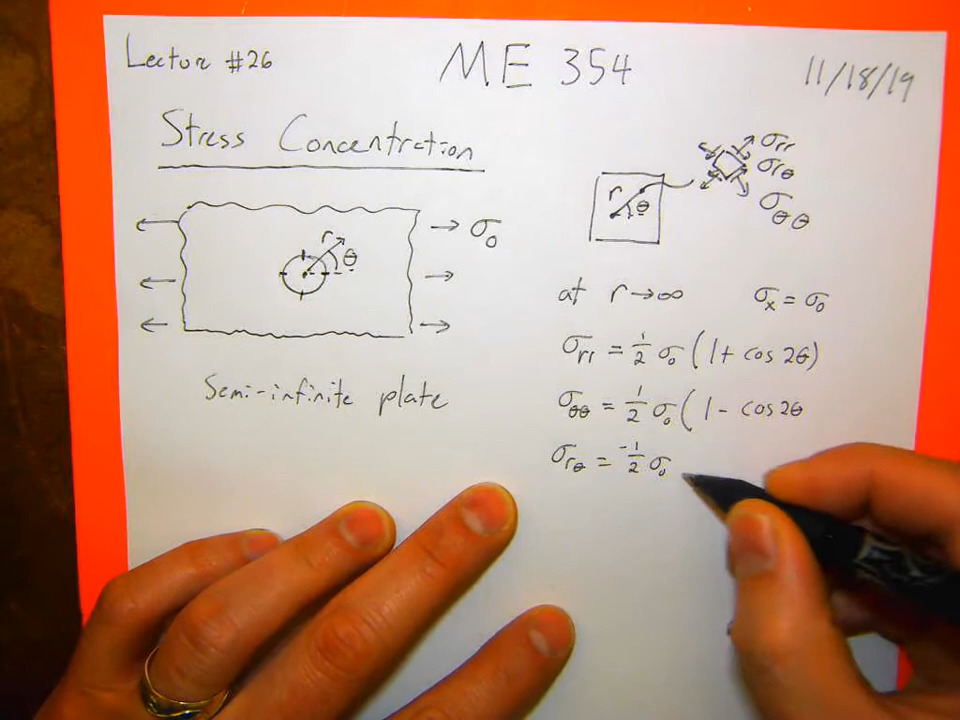 Lecture #26
ME 354
11/18/19
Stress Concentration
r
θ
σ₀
Semi-infinite plate
r
θ
σrr
σrθ
σθθ
at r→∞ σx = σ₀
σrr = 1/2 σ₀ (1 + cos 2θ)
σθθ = 1/2 σ₀ (1 - cos 2θ
σrθ = -1/2 σ₀